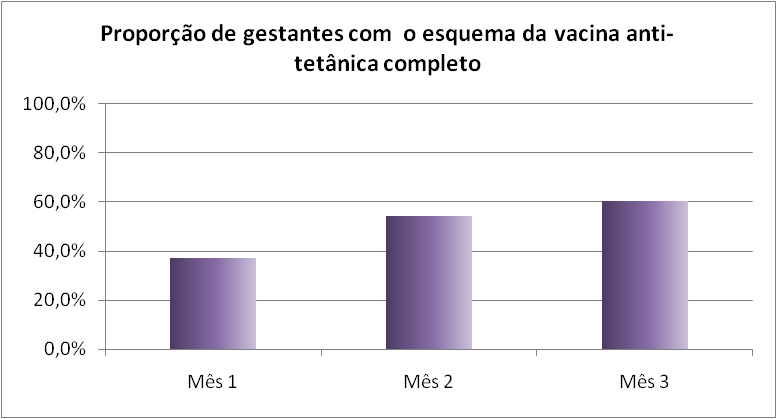 Proporção de gestantes com  o esquema da vacina anti-
tetânica completo
100,0%
80,0%
60,0%
40,0%
20,0%
0,0%
Mês 1
Mês 2
Mês 3